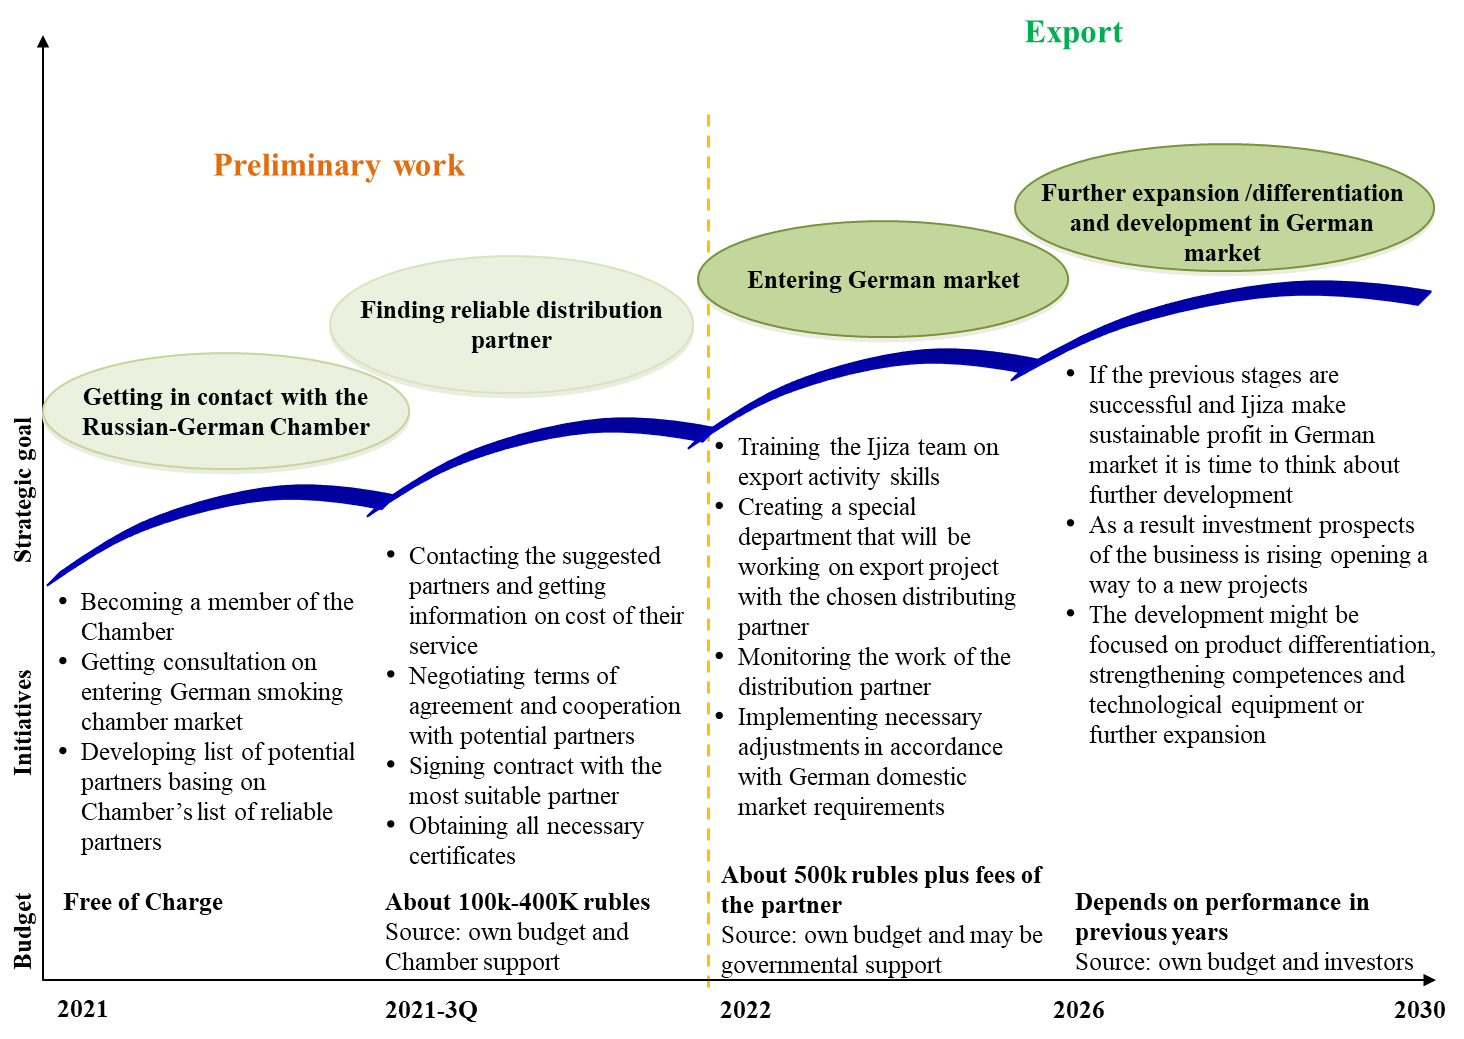 Export
Preliminary work
Strategic goal
Getting in contact with the
Russian-German Chamber
Finding reliable distribution
partner
Entering German market
Further expansion /differentiation
and development in German
market
Initiatives
• Becoming a member of the
Chamber
• Getting consultation on
entering German smoking
chamber market
• Developing list of potential
partners basing on
Chamber’s list of reliable
partners
• Contacting the suggested
partners and getting
information on cost of their
service
• Negotiating terms of
agreement and cooperation
with potential partners
• Signing contract with the
most suitable partner
• Obtaining all necessary
certificates
• Training the Ijiza team on
export activity skills
• Creating a special
department that will be
working on export project
with the chosen distributing
partner
• Monitoring the work of the
distribution partner
• Implementing necessary
adjustments in accordance
with German domestic
market requirements
• If the previous stages are
successful and Ijiza make
sustainable profit in German
market it is time to think about
further development
• As a result investment prospects
of the business is rising opening a
way to a new projects
• The development might be
focused on product differentiation,
strengthening competences and
technological equipment or
further expansion
Budget
Free of Charge
About 100k-400K rubles
Source: own budget and
Chamber support
About 500k rubles plus fees of
the partner
Source: own budget and may be
governmental support
Depends on performance in
previous years
Source: own budget and investors
2021
2021-3Q
2022
2026
2030